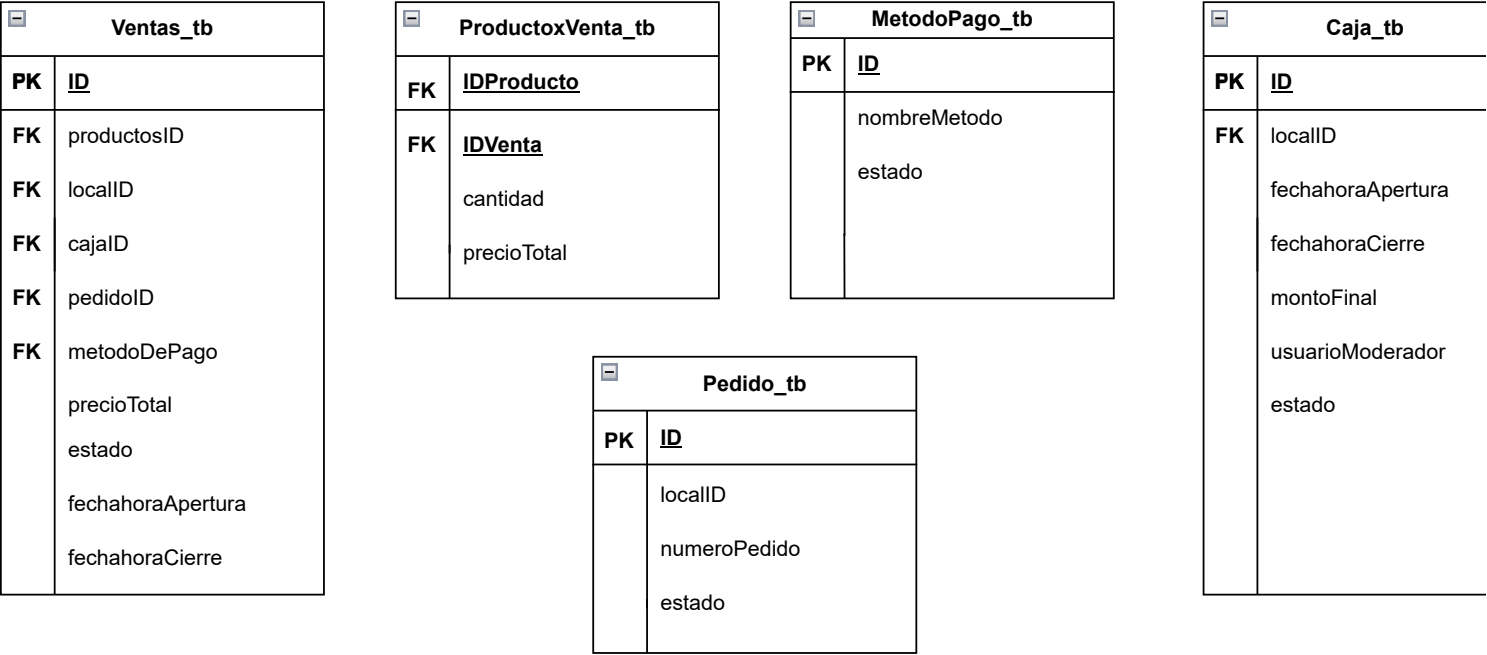 Ventas_tb
PK ID
FK productosID
FK localID
FK cajaID
FK pedidoID
FK metodoDePago
precioTotal
estado
fechahoraApertura
fechahoraCierre
ProductoxVenta_tb
FK IDProducto
FK IDVenta
cantidad
precioTotal
MetodoPago_tb
PK ID
nombreMetodo
estado
Pedido_tb
PK ID
localID
numeroPedido
estado
Caja_tb
PK ID
FK localID
fechahoraApertura
fechahoraCierre
montoFinal
usuarioModerador
estado